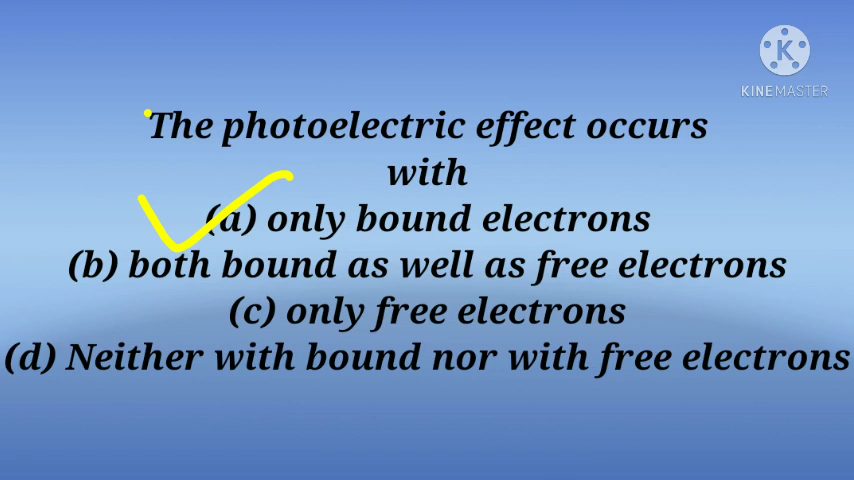 KINEMASTER
The photoelectric effect occurs
with
(a) only bound electrons
(b) both bound as well as free electrons
(c) only free electrons
(d) Neither with bound nor with free electrons